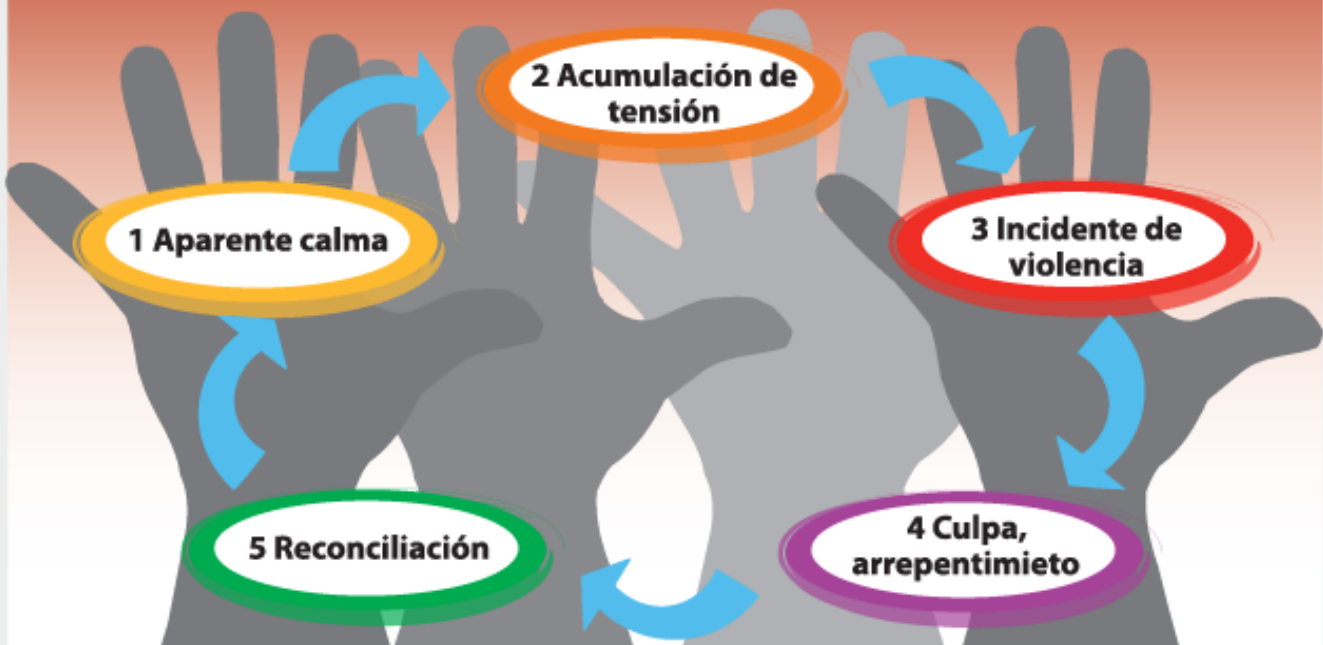 1 Aparente calma
2 Acumulación de
tensión
3 Incidente de
violencia
4 Culpa,
arrepentimieto
5 Reconciliación